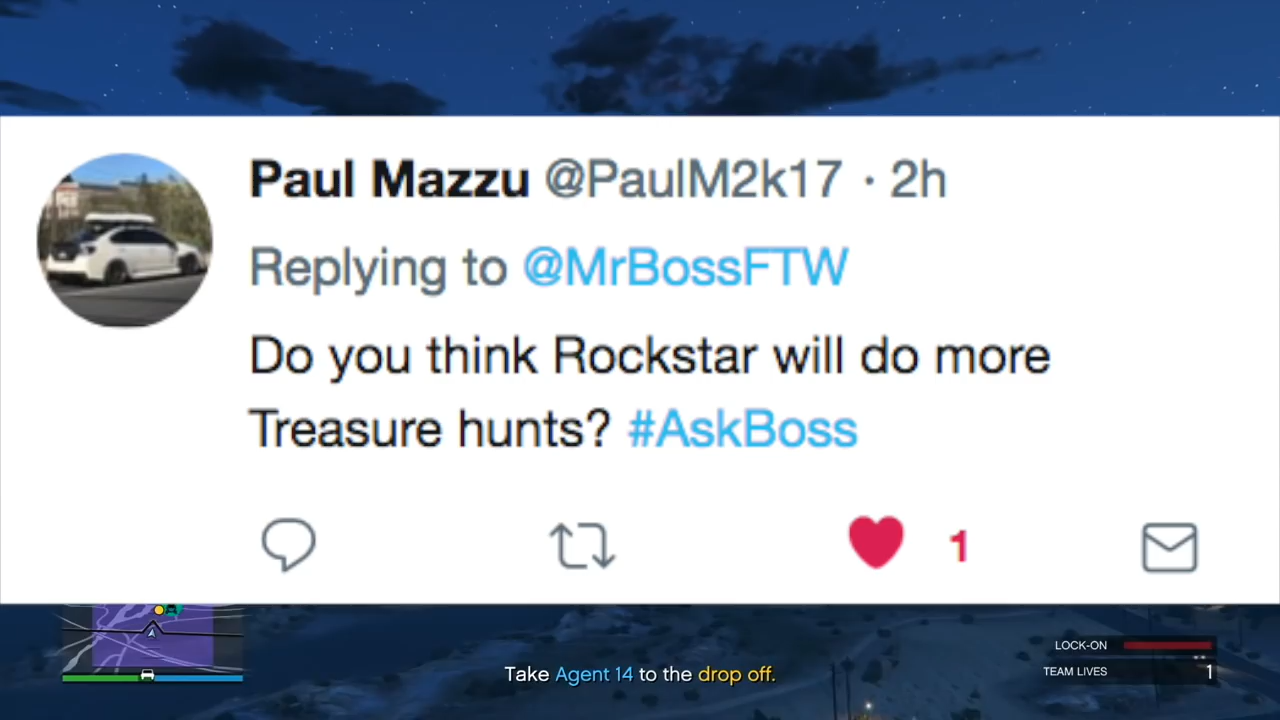 Paul Mazzu @PaulM2k17 · 2h
Replying to @MrBossFTW
Do you think Rockstar will do more
Treasure hunts? #AskBoss
1
LOCK-ON
Take Agent 14 to the drop off.
TEAM LIVES 1